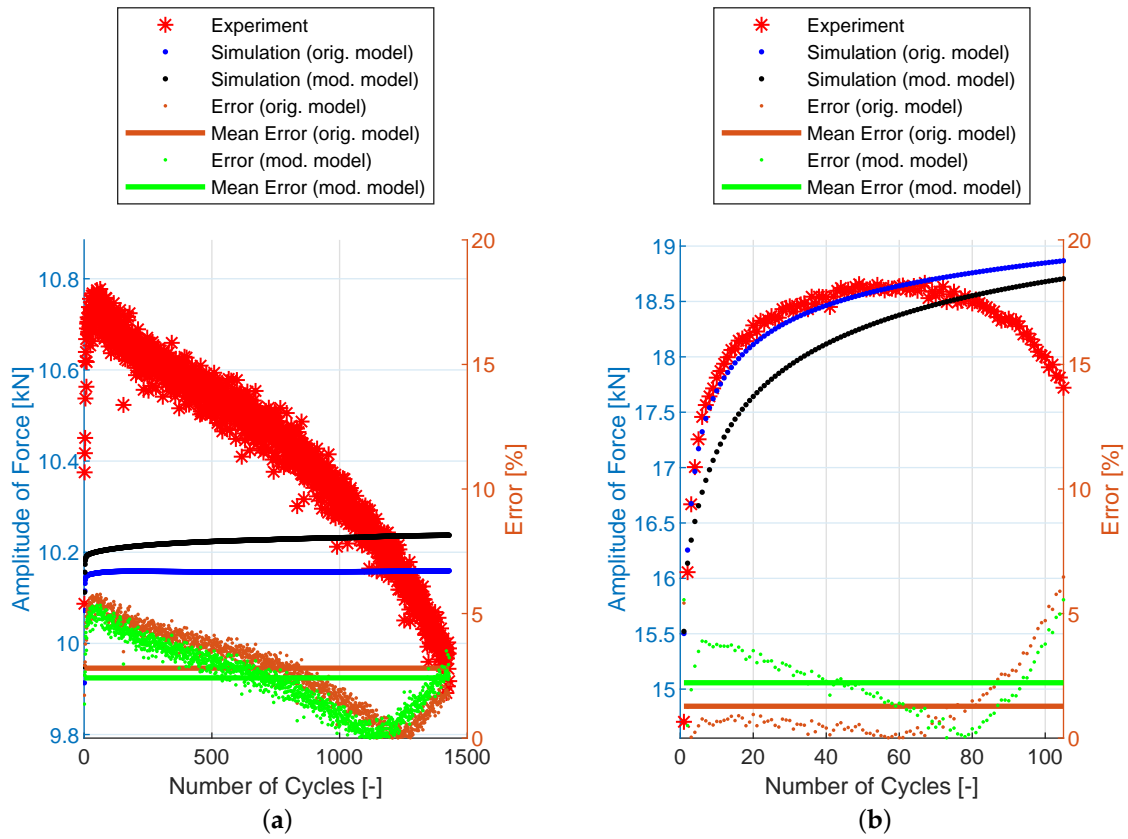 Experiment
Simulation (orig. model)
Simulation (mod. model)
Error (orig. model)
Mean Error (orig. model)
Error (mod. model)
Mean Error (mod. model)
Amplitude of Force [kN]
10.8
10.6
10.4
10.2
10
9.8
20
15
10
5
0
Error [%]
0 500 1000 1500
Number of Cycles [-]
(a)
Experiment
Simulation (orig. model)
Simulation (mod. model)
Error (orig. model)
Mean Error (orig. model)
Error (mod. model)
Mean Error (mod. model)
Amplitude of Force [kN]
19
18.5
18
17.5
17
16.5
16
15.5
15
20
15
10
5
0
Error [%]
0 20 40 60 80 100
Number of Cycles [-]
(b)